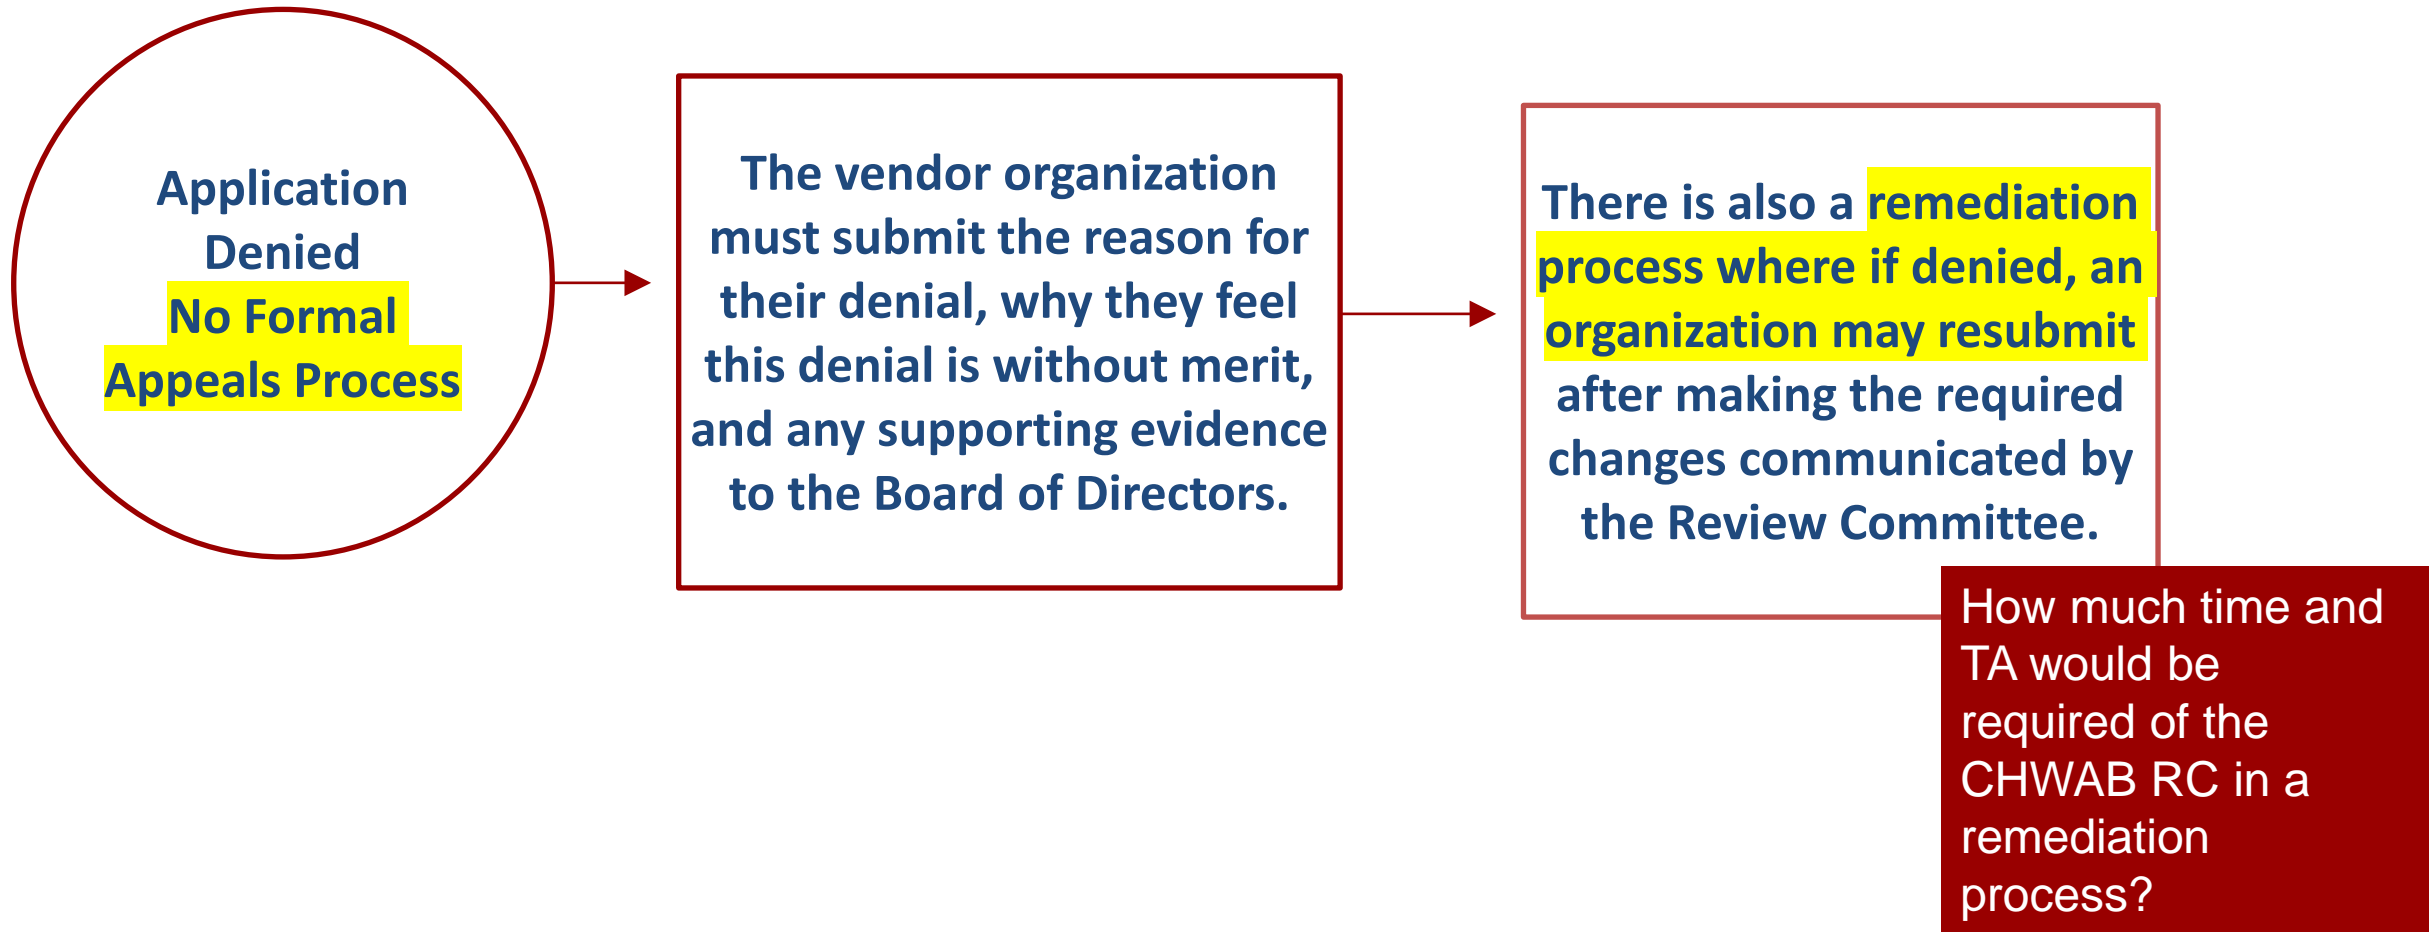 Application
Denied
No Formal
Appeals Process
The vendor organization
must submit the reason for
their denial, why they feel
this denial is without merit,
and any supporting evidence
to the Board of Directors.
There is also a remediation
process where if denied, an
organization may resubmit
after making the required
changes communicated by
the Review Committee.
How much time and
TA would be
required of the
CHWAB RC in a
remediation
process?